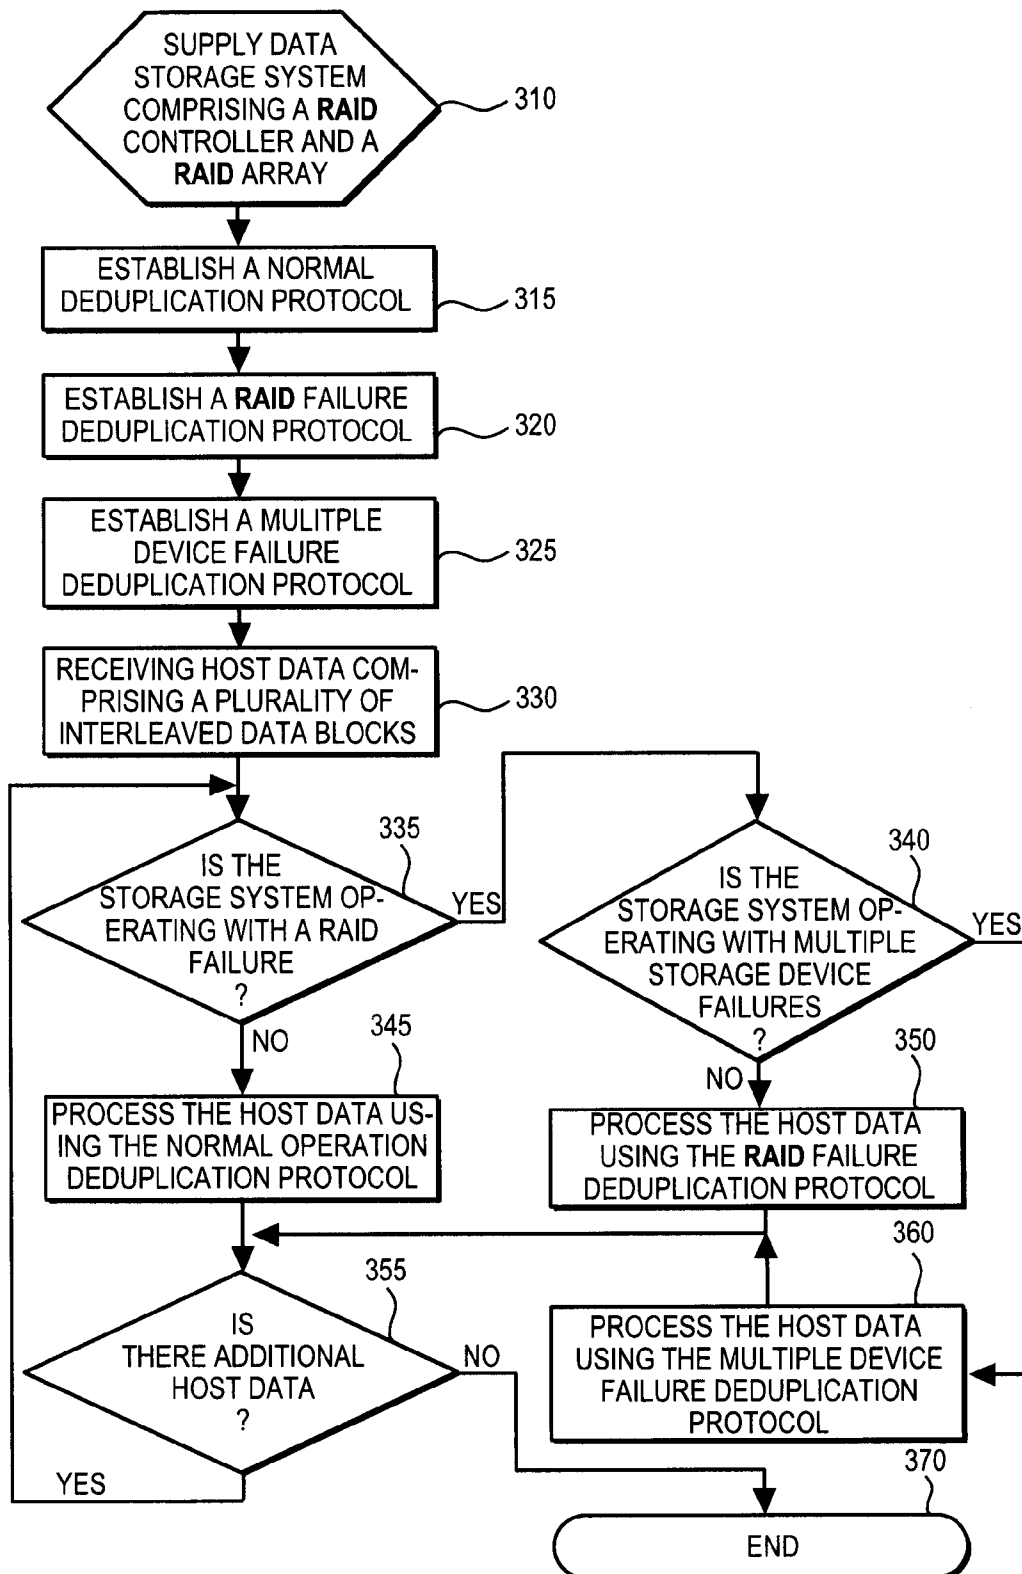 SUPPLY DATA
STORAGE SYSTEM
COMPRISING A RAID
CONTROLLER AND A
RAID ARRAY
310
ESTABLISH A NORMAL
DEDUPLICATION PROTOCOL
315
ESTABLISH A RAID FAILURE
DEDUPLICATION PROTOCOL
320
ESTABLISH A MULITPLE
DEVICE FAILURE
DEDUPLICATION PROTOCOL
325
RECEIVING HOST DATA COM-
PRISING A PLURALITY OF
INTERLEAVED DATA BLOCKS
330
335
IS THE
STORAGE SYSTEM OP-
ERATING WITH A RAID
FAILURE
?
YES
NO
340
IS THE
STORAGE SYSTEM OP-
ERATING WITH MULTIPLE
STORAGE DEVICE
FAILURES
?
YES
NO
345
PROCESS THE HOST DATA US-
ING THE NORMAL OPERATION
DEDUPLICATION PROTOCOL
350
PROCESS THE HOST DATA
USING THE RAID FAILURE
DEDUPLICATION PROTOCOL
355
IS
THERE ADDITIONAL
HOST DATA
?
NO
YES
360
PROCESS THE HOST DATA
USING THE MULTIPLE DEVICE
FAILURE DEDUPLICATION
PROTOCOL
370
END